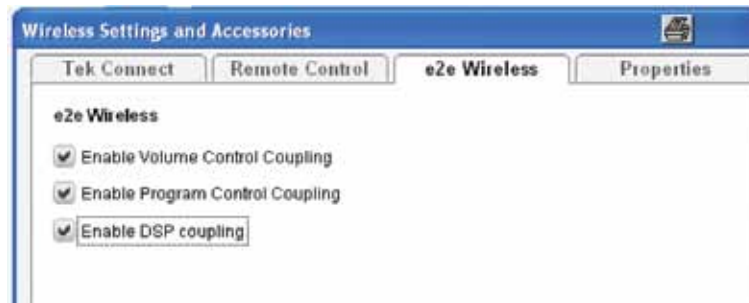 Wireless Settings and Accessories
Tek Connect Remote Control e2e Wireless Properties
e2e Wireless
Enable Volume Control Coupling
Enable Program Control Coupling
Enable DSP coupling